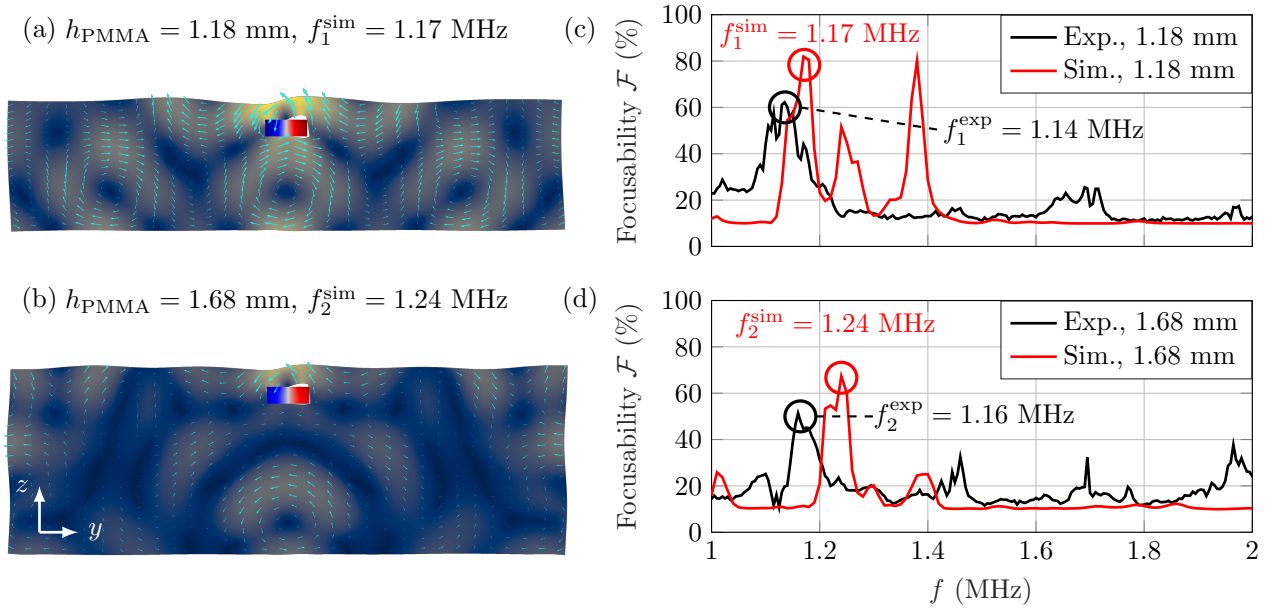 (a) h_PMMA = 1.18 mm, f_1^sim = 1.17 MHz
z
y
(b) h_PMMA = 1.68 mm, f_2^sim = 1.24 MHz
(c)
Focusability F (%)
100
80
60
40
20
0
f_1^sim = 1.17 MHz
f_1^exp = 1.14 MHz
Exp., 1.18 mm
Sim., 1.18 mm
(d)
Focusability F (%)
100
80
60
40
20
0
f_2^sim = 1.24 MHz
f_2^exp = 1.16 MHz
Exp., 1.68 mm
Sim., 1.68 mm
1 1.2 1.4 1.6 1.8 2
f (MHz)